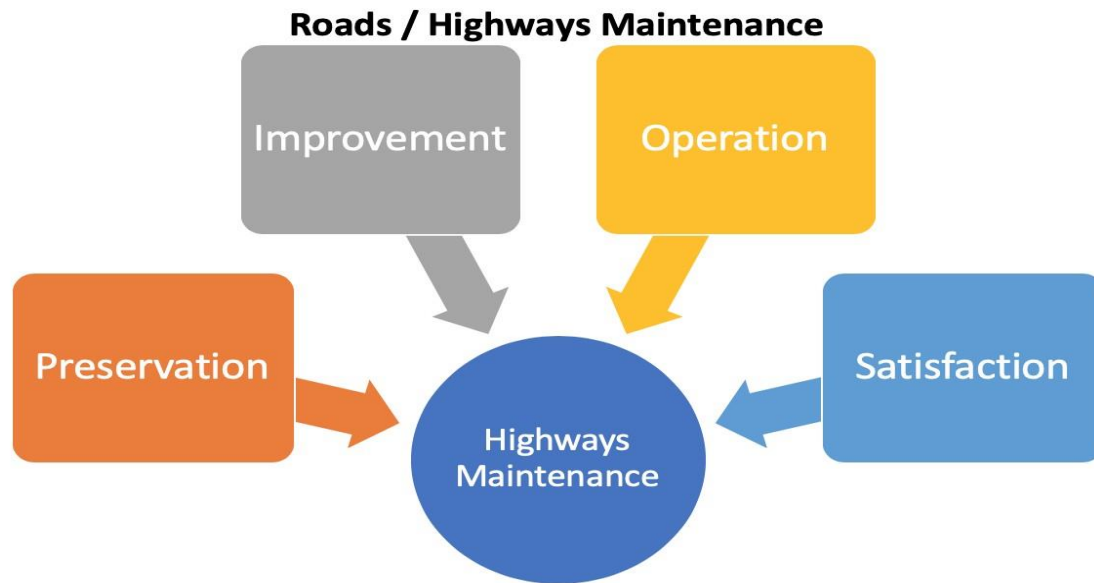 Roads / Highways Maintenance
Improvement
Operation
Preservation
Satisfaction
Highways
Maintenance